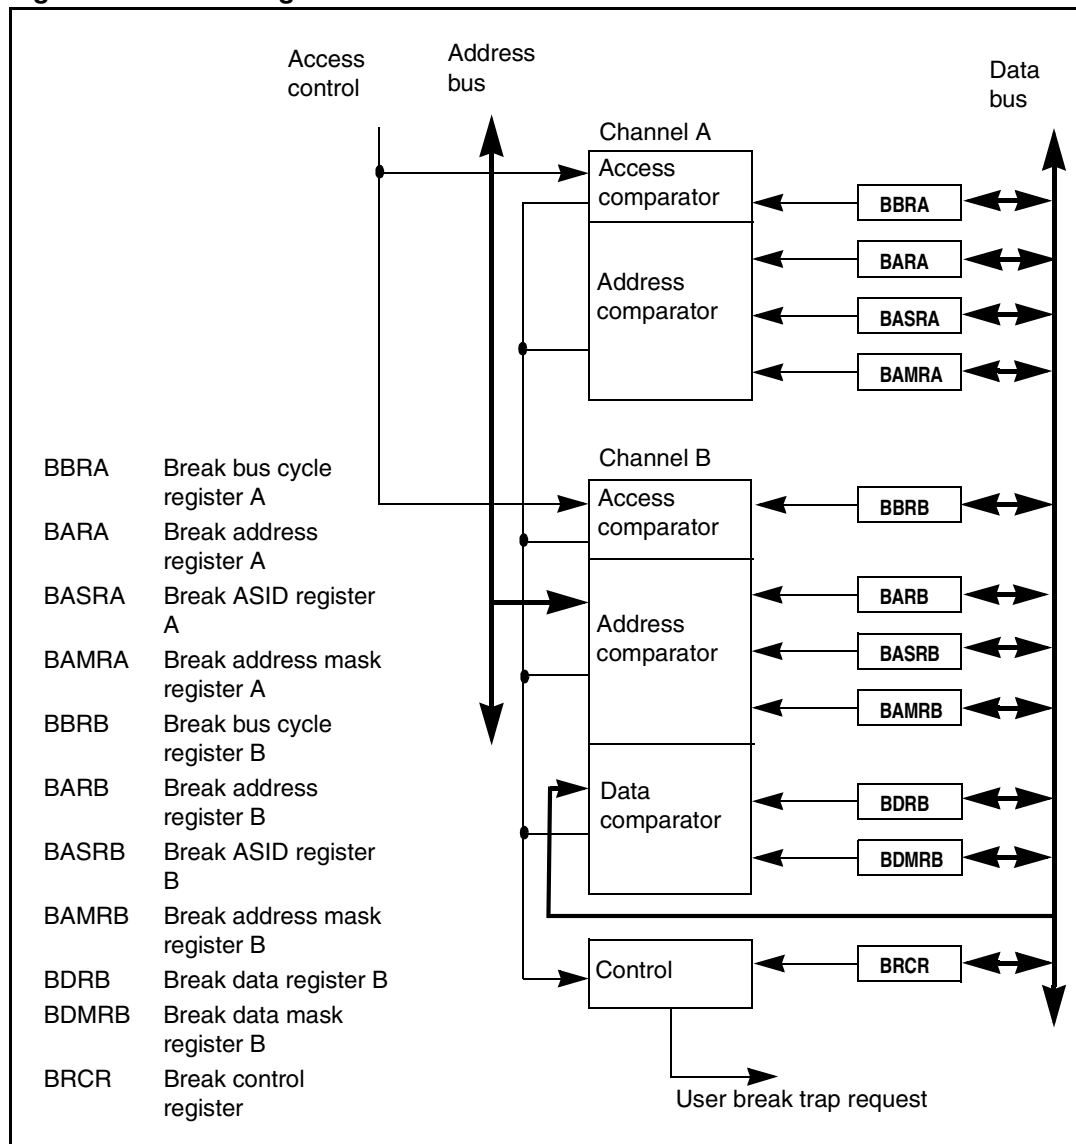 Access
control
Address
bus
Data
bus
Channel A
Access
comparator
BBRA
BARA
Address
comparator
BASRA
BAMRA
Channel B
Access
comparator
BBRB
BARB
Address
comparator
BASRB
BAMRB
Data
comparator
BDRB
BDMRB
Control
BRCR
User break trap request
BBRA Break bus cycle
register A
BARA Break address
register A
BASRA Break ASID register
A
BAMRA Break address mask
register A
BBRB Break bus cycle
register B
BARB Break address
register B
BASRB Break ASID register
B
BAMRB Break address mask
register B
BDRB Break data register B
BDMRB Break data mask
register B
BRCR Break control
register